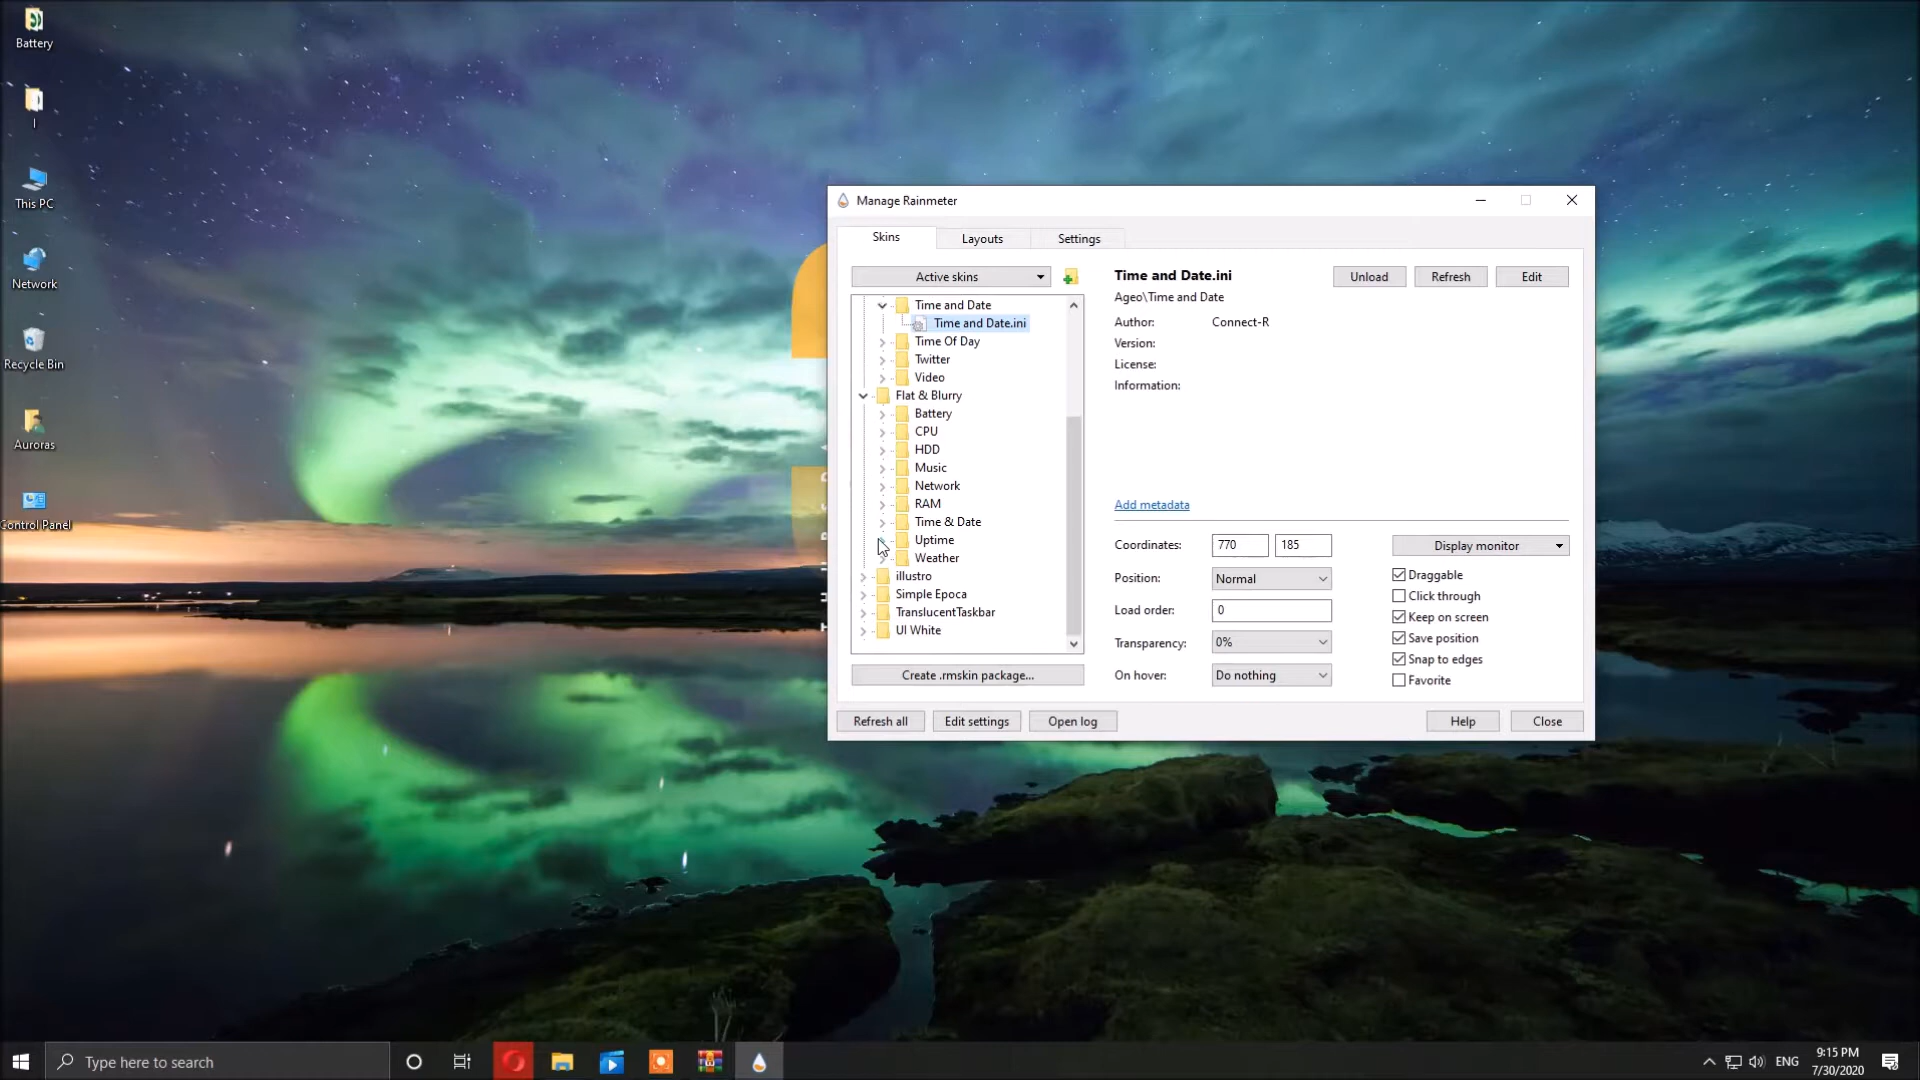 Battery
I
This PC
Network
Recycle Bin
Auroras
Control Panel
Manage Rainmeter
Skins
Layouts
Settings
Active skins
Time and Date
Time and Date.ini
Time Of Day
Twitter
Video
Flat & Blurry
Battery
CPU
HDD
Music
Network
RAM
Time & Date
Uptime
Weather
illustro
Simple Epoca
TranslucentTaskbar
UI White
Create .rmskin package...
Time and Date.ini
Unload
Refresh
Edit
Ageo\Time and Date
Author: Connect-R
Version:
License:
Information:
Add metadata
Coordinates: 770 185
Display monitor
Position: Normal
Load order: 0
Transparency: 0%
On hover: Do nothing
Draggable
Click through
Keep on screen
Save position
Snap to edges
Favorite
Refresh all
Edit settings
Open log
Help
Close
Type here to search
ENG
9:15 PM
7/30/2020